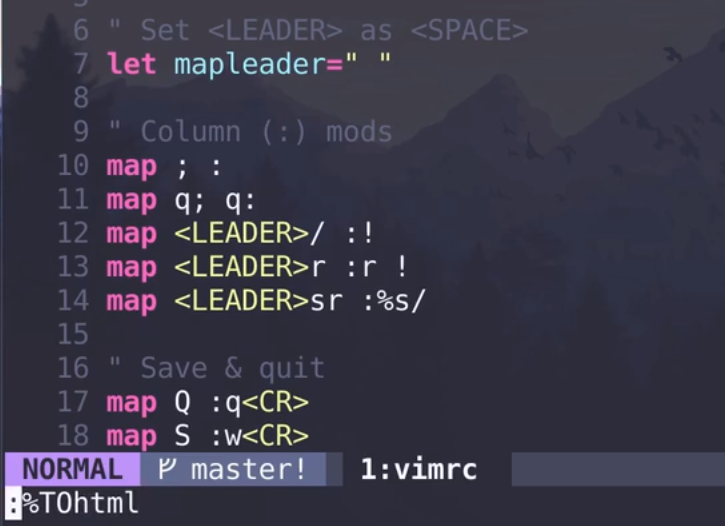 6 " Set <LEADER> as <SPACE>
7 let mapleader=" "
8
9 " Column (:) mods
10 map ; :
11 map q; q:
12 map <LEADER>/ :!
13 map <LEADER>r :r !
14 map <LEADER>sr :%s/
15
16 " Save & quit
17 map Q :q<CR>
18 map S :w<CR>
NORMAL master! 1:vimrc
:%TOhtml